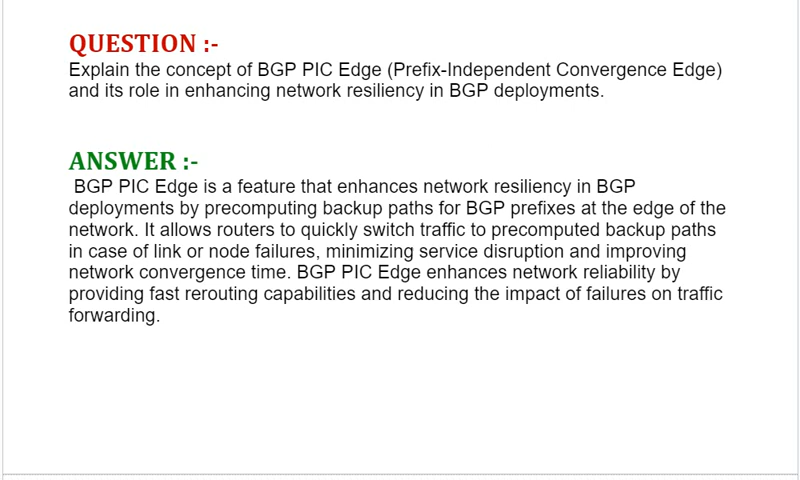 QUESTION :-
Explain the concept of BGP PIC Edge (Prefix-Independent Convergence Edge)
and its role in enhancing network resiliency in BGP deployments.
ANSWER :-
BGP PIC Edge is a feature that enhances network resiliency in BGP
deployments by precomputing backup paths for BGP prefixes at the edge of the
network. It allows routers to quickly switch traffic to precomputed backup paths
in case of link or node failures, minimizing service disruption and improving
network convergence time. BGP PIC Edge enhances network reliability by
providing fast rerouting capabilities and reducing the impact of failures on traffic
forwarding.